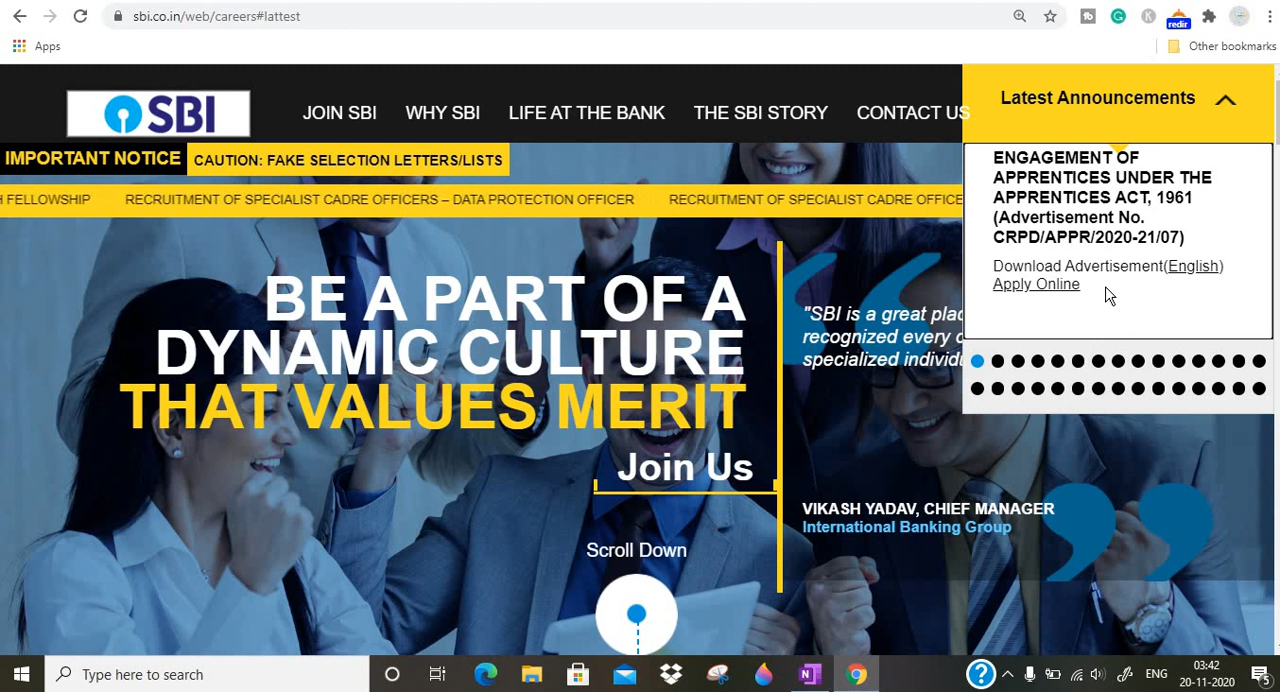 sbi.co.in/web/careers#lattest
redir
Apps
Other bookmarks
SBI
JOIN SBI
WHY SBI
LIFE AT THE BANK
THE SBI STORY
CONTACT US
Latest Announcements
IMPORTANT NOTICE
CAUTION: FAKE SELECTION LETTERS/LISTS
H FELLOWSHIP
RECRUITMENT OF SPECIALIST CADRE OFFICERS – DATA PROTECTION OFFICER
RECRUITMENT OF SPECIALIST CADRE OFFICE
ENGAGEMENT OF
APPRENTICES UNDER THE
APPRENTICES ACT, 1961
(Advertisement No.
CRPD/APPR/2020-21/07)
Download Advertisement(English)
Apply Online
BE A PART OF A
DYNAMIC CULTURE
THAT VALUES MERIT
Join Us
Scroll Down
"SBI is a great plac
recognized every
specialized individu
VIKASH YADAV, CHIEF MANAGER
International Banking Group
Type here to search
ENG
03:42
20-11-2020
5